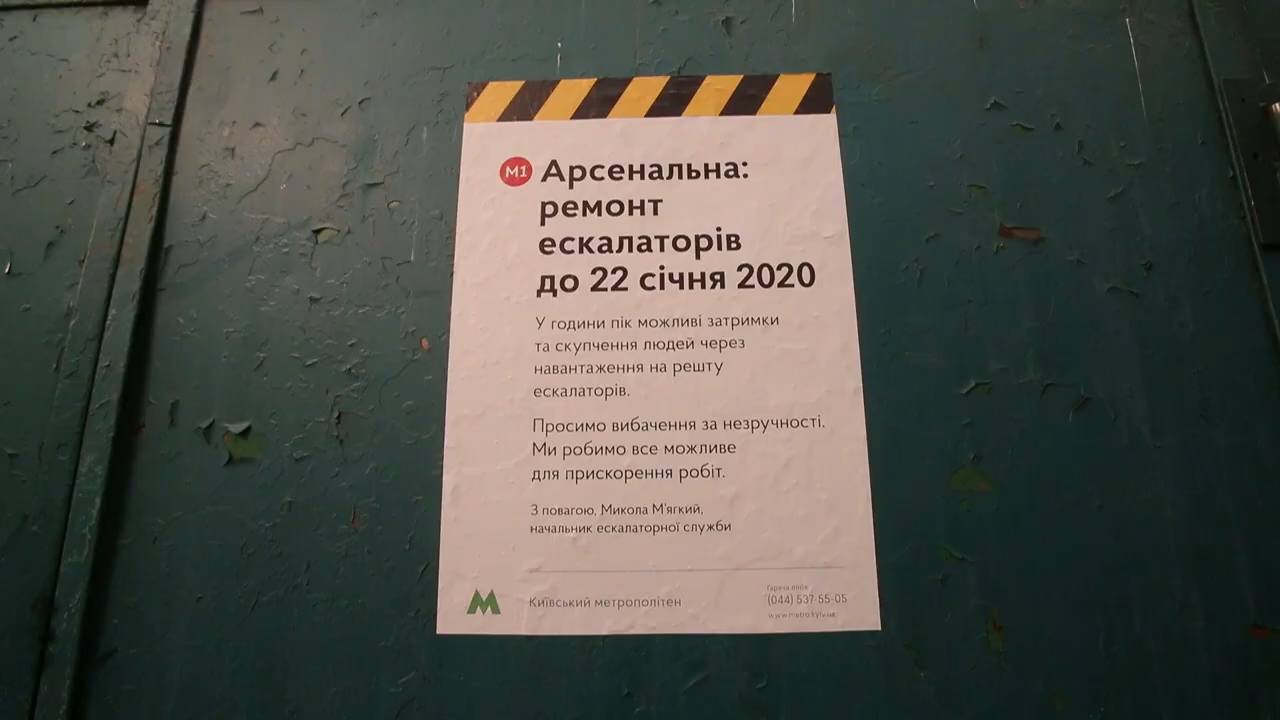 М1 Арсенальна:
ремонт
ескалаторів
до 22 січня 2020
У години пік можливі затримки
та скупчення людей через
навантаження на решту
ескалаторів.
Просимо вибачення за незручності.
Ми робимо все можливе
для прискорення робіт.
З повагою, Микола М'ягкий,
начальник ескалаторної служби
Київський метрополітен
Гаряча лінія
(044) 537-55-05
www.metro.kyiv.ua